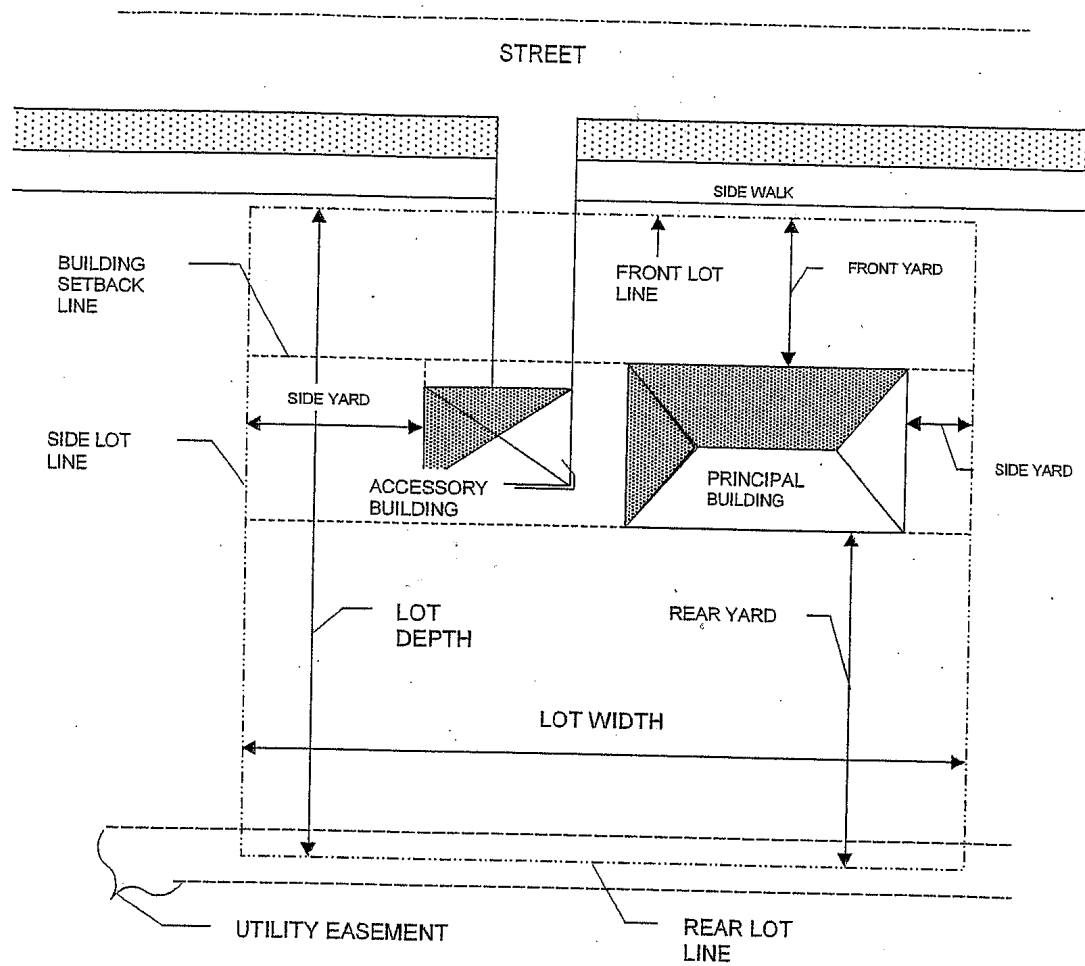 STREET
SIDE WALK
BUILDING
SETBACK
LINE
FRONT LOT
LINE
FRONT YARD
SIDE YARD
SIDE LOT
LINE
ACCESSORY
BUILDING
PRINCIPAL
BUILDING
SIDE YARD
LOT
DEPTH
REAR YARD
LOT WIDTH
UTILITY EASEMENT
REAR LOT
LINE